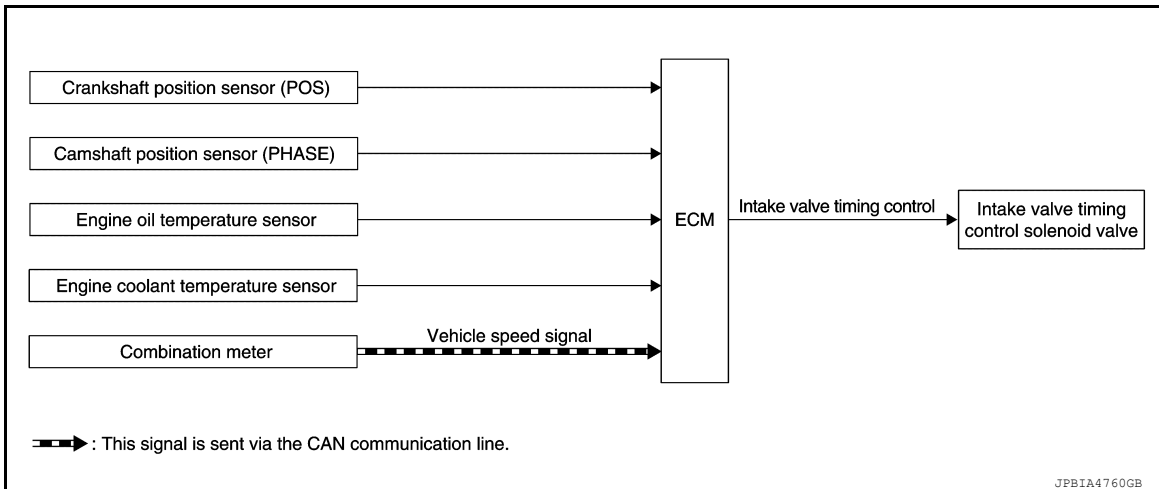 Crankshaft position sensor (POS)
Camshaft position sensor (PHASE)
Engine oil temperature sensor
Engine coolant temperature sensor
Combination meter
Vehicle speed signal
ECM
Intake valve timing control
Intake valve timing
control solenoid valve
: This signal is sent via the CAN communication line.
JPBIA4760GB